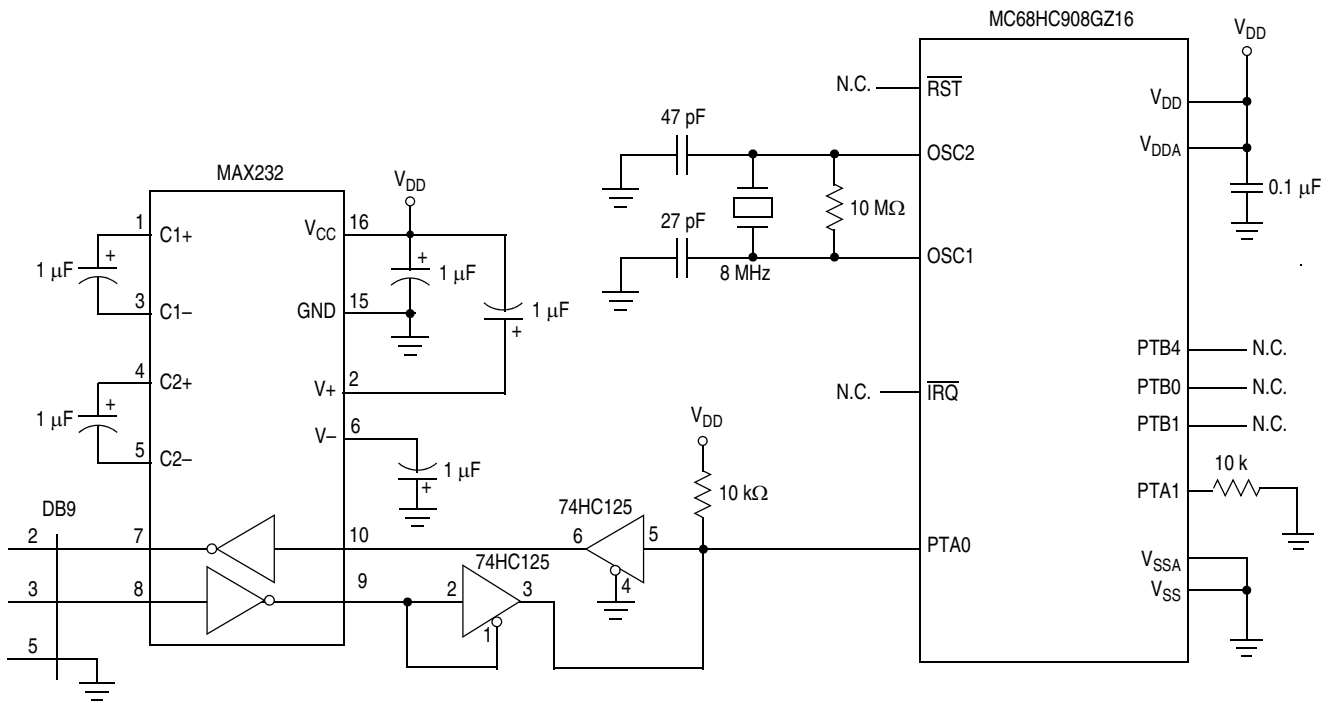 MC68HC908GZ16
VDD
N.C.
RST
VDD
47 pF
OSC2
VDDA
MAX232
VDD
10 MΩ
0.1 µF
1
C1+
VCC
16
27 pF
+
1 µF
+
1 µF
OSC1
8 MHz
3
C1–
GND
15
1 µF
+
PTB4
N.C.
4
C2+
V+
2
N.C.
IRQ
PTB0
N.C.
+
1 µF
VDD
PTB1
N.C.
V–
6
5
C2–
1 µF
+
10 k
10 kΩ
PTA1
DB9
74HC125
2
7
10
6
5
PTA0
4
74HC125
VSSA
3
8
9
2
3
VSS
1
5